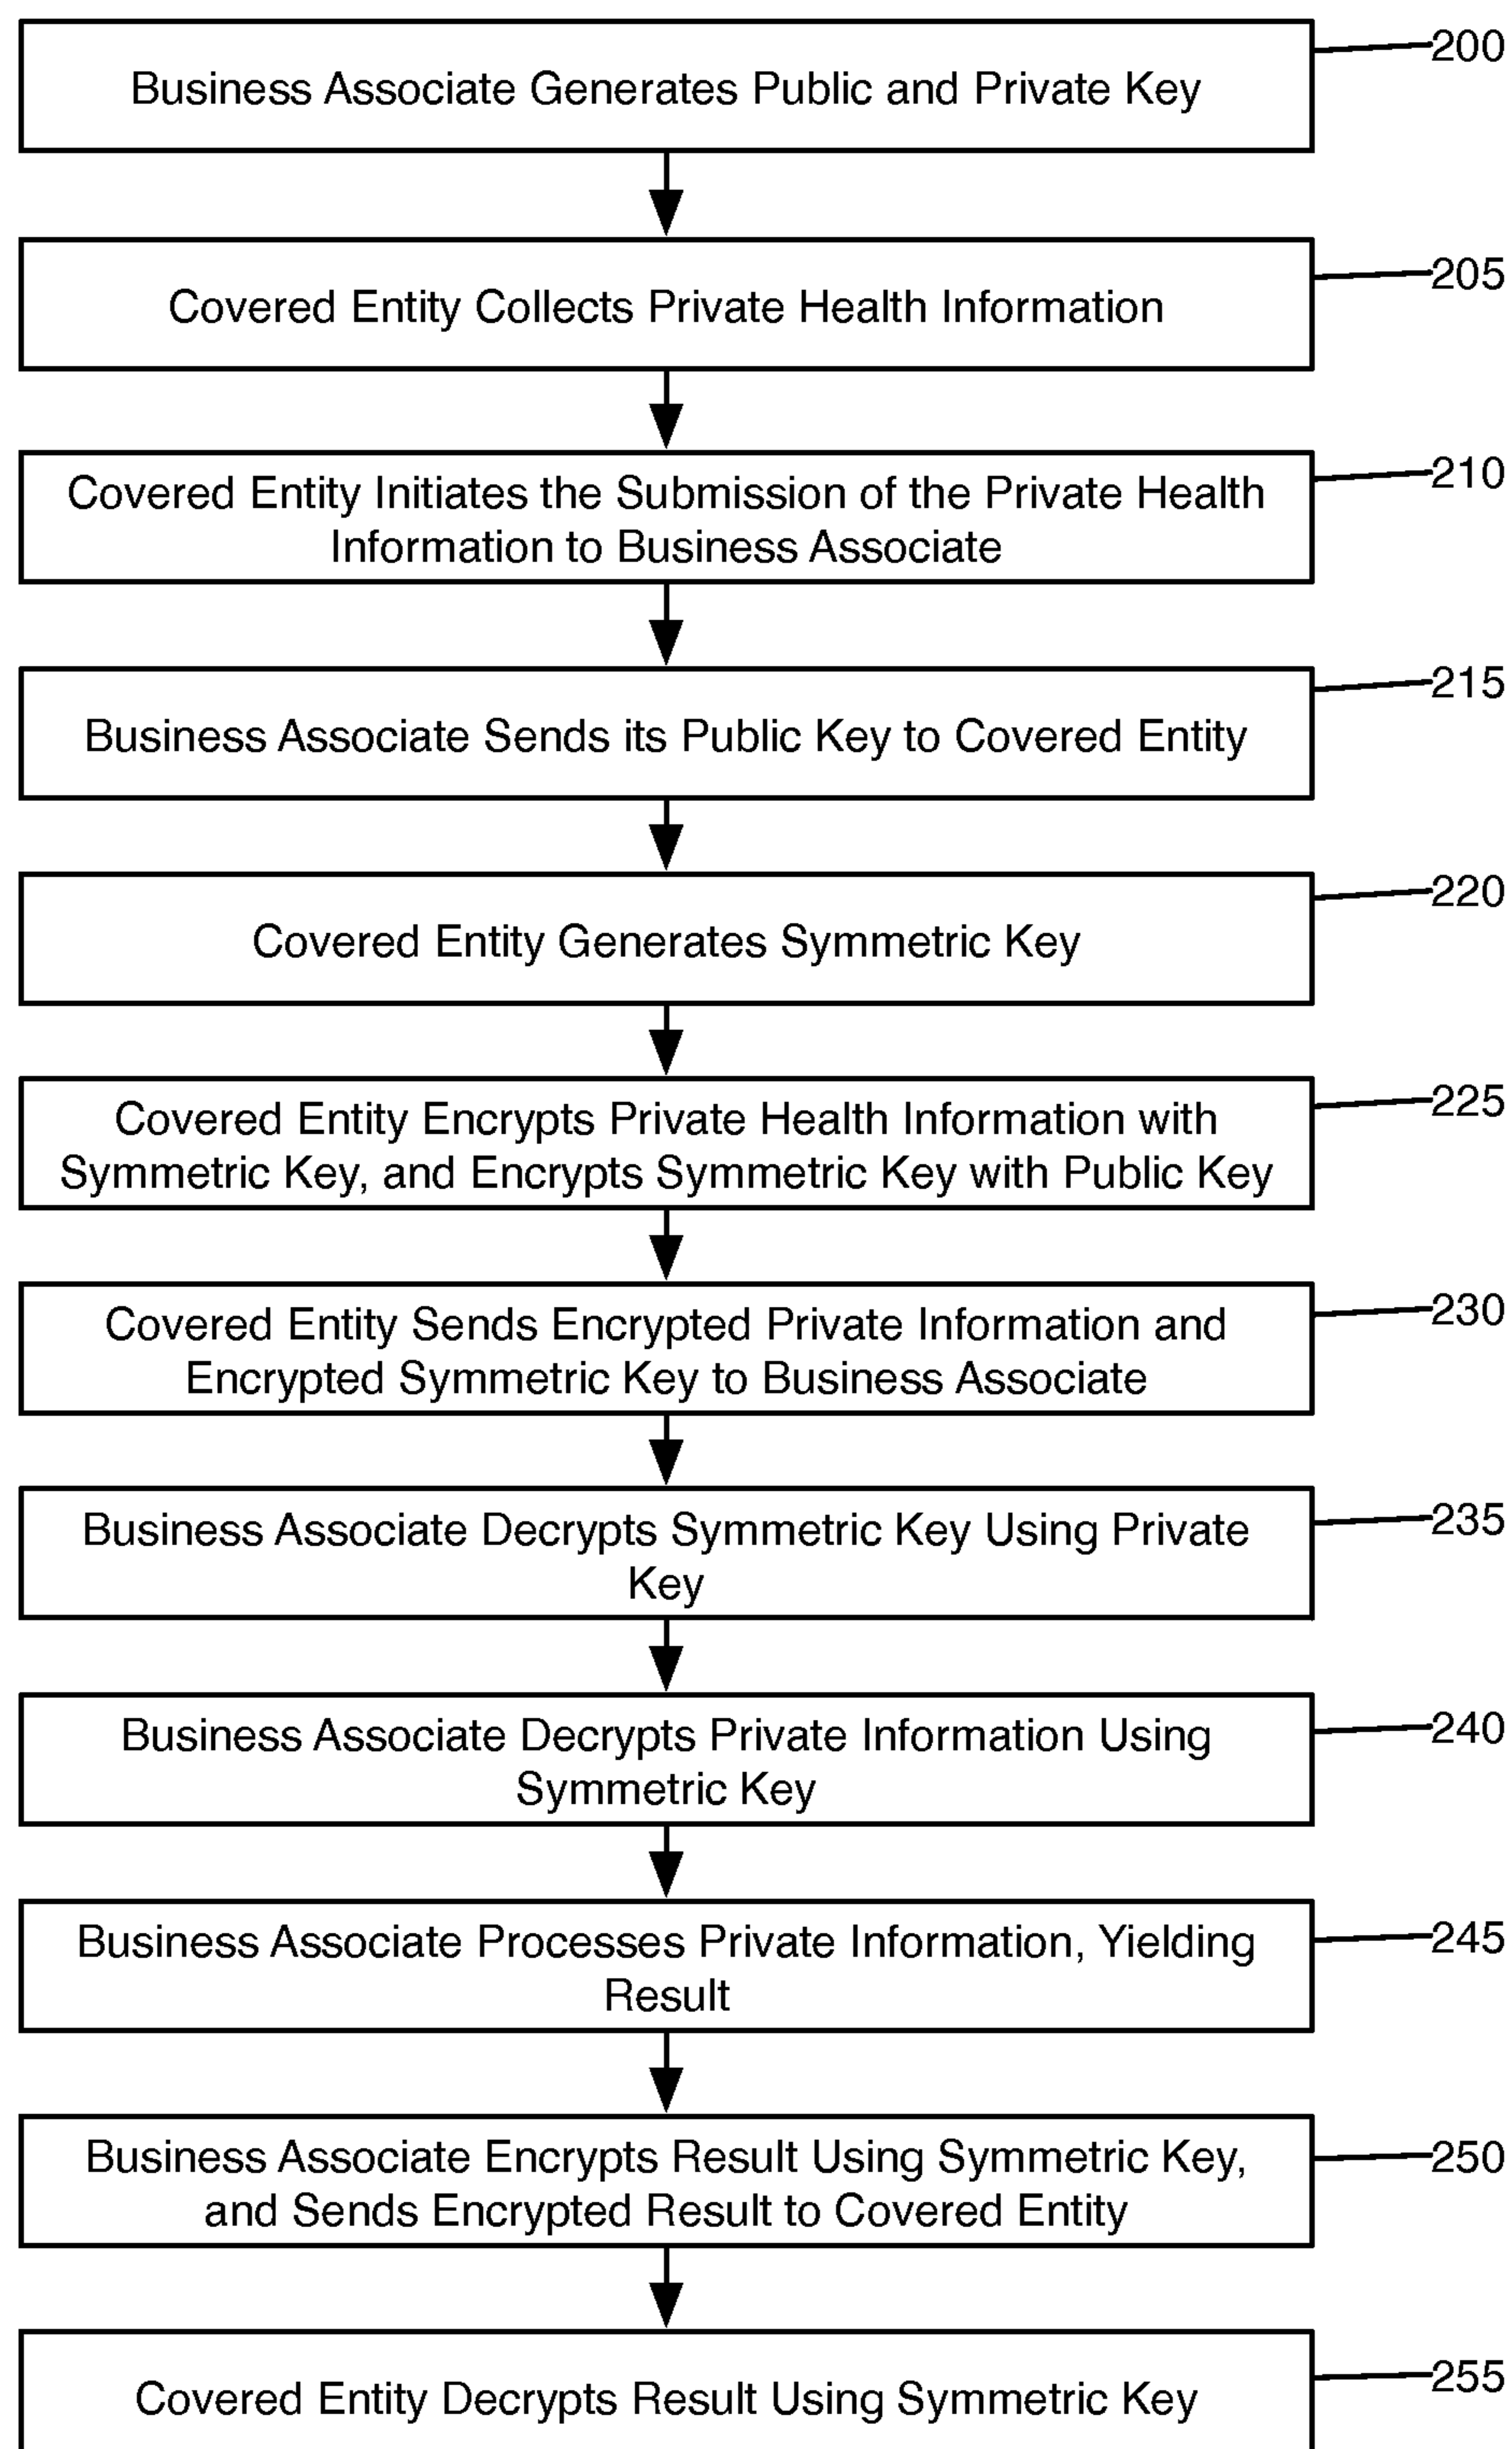 200
Business Associate Generates Public and Private Key
205
Covered Entity Collects Private Health Information
210
Covered Entity Initiates the Submission of the Private Health
Information to Business Associate
215
Business Associate Sends its Public Key to Covered Entity
220
Covered Entity Generates Symmetric Key
225
Covered Entity Encrypts Private Health Information with
Symmetric Key, and Encrypts Symmetric Key with Public Key
230
Covered Entity Sends Encrypted Private Information and
Encrypted Symmetric Key to Business Associate
235
Business Associate Decrypts Symmetric Key Using Private
Key
240
Business Associate Decrypts Private Information Using
Symmetric Key
245
Business Associate Processes Private Information, Yielding
Result
250
Business Associate Encrypts Result Using Symmetric Key,
and Sends Encrypted Result to Covered Entity
255
Covered Entity Decrypts Result Using Symmetric Key